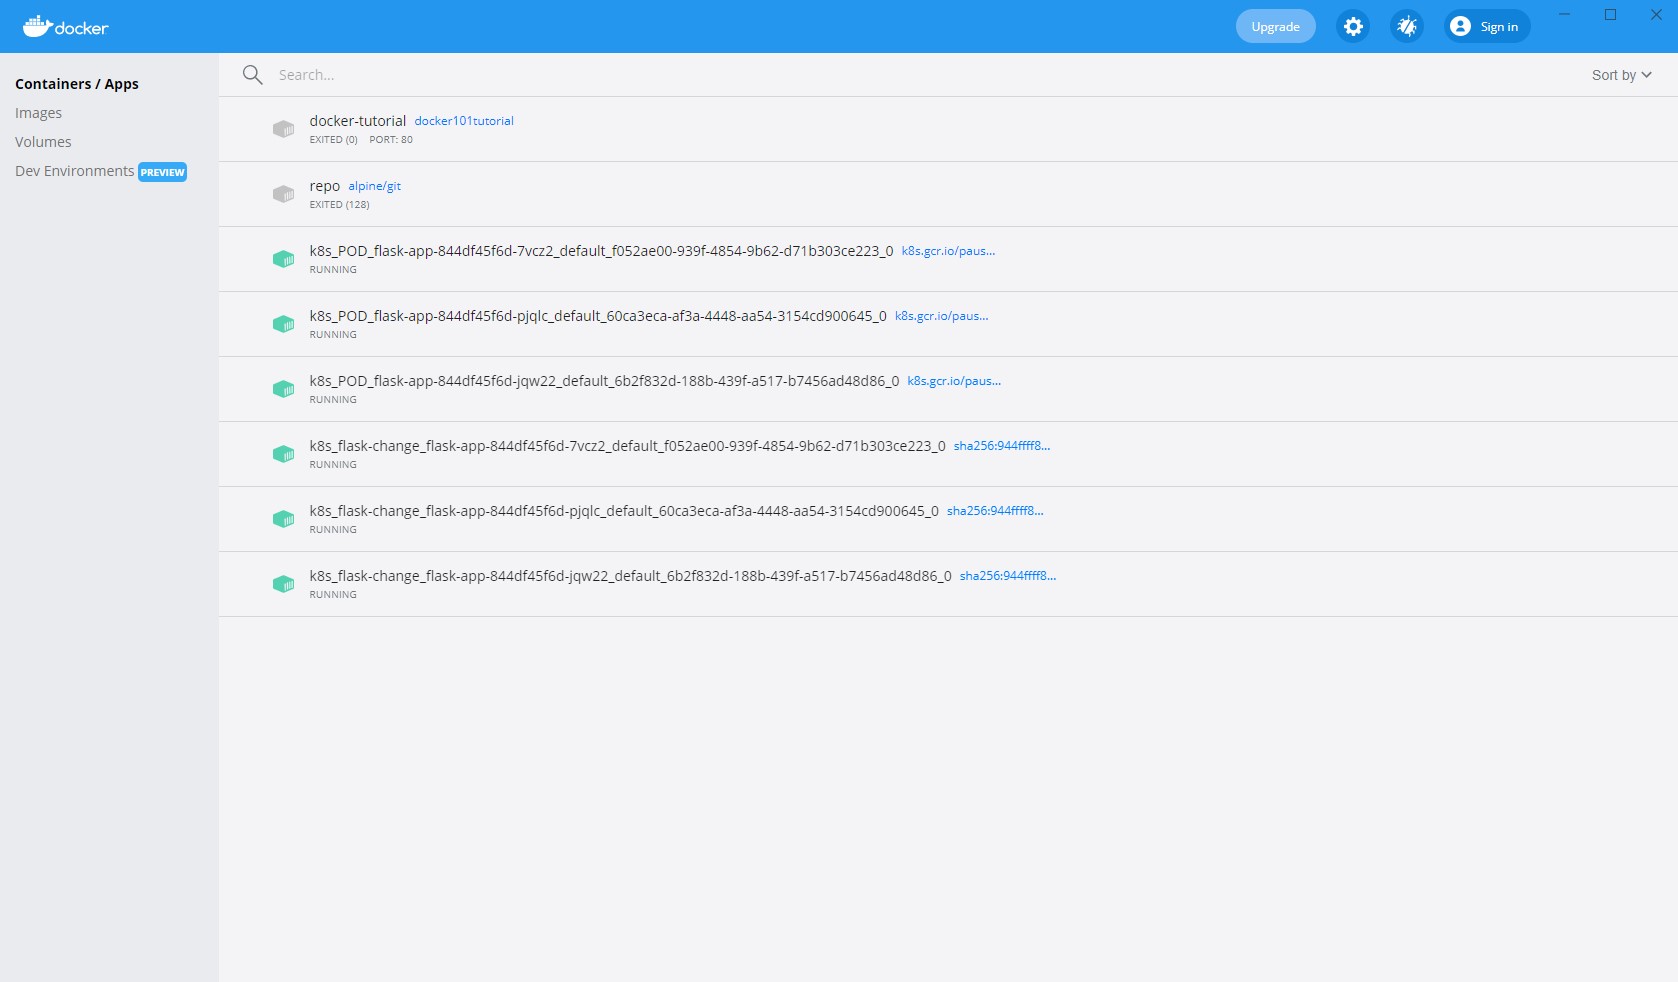 docker
Upgrade
Sign in
Containers / Apps
Images
Volumes
Dev Environments PREVIEW
Search...
Sort by
docker-tutorial docker101tutorial
EXITED (0) PORT: 80
repo alpine/git
EXITED (128)
k8s_POD_flask-app-844df45f6d-7vcz2_default_f052ae00-939f-4854-9b62-d71b303ce223_0 k8s.gcr.io/paus...
RUNNING
k8s_POD_flask-app-844df45f6d-pjqlc_default_60ca3eca-af3a-4448-aa54-3154cd900645_0 k8s.gcr.io/paus...
RUNNING
k8s_POD_flask-app-844df45f6d-jqw22_default_6b2f832d-188b-439f-a517-b7456ad48d86_0 k8s.gcr.io/paus...
RUNNING
k8s_flask-change_flask-app-844df45f6d-7vcz2_default_f052ae00-939f-4854-9b62-d71b303ce223_0 sha256:944ffff8...
RUNNING
k8s_flask-change_flask-app-844df45f6d-pjqlc_default_60ca3eca-af3a-4448-aa54-3154cd900645_0 sha256:944ffff8...
RUNNING
k8s_flask-change_flask-app-844df45f6d-jqw22_default_6b2f832d-188b-439f-a517-b7456ad48d86_0 sha256:944ffff8...
RUNNING